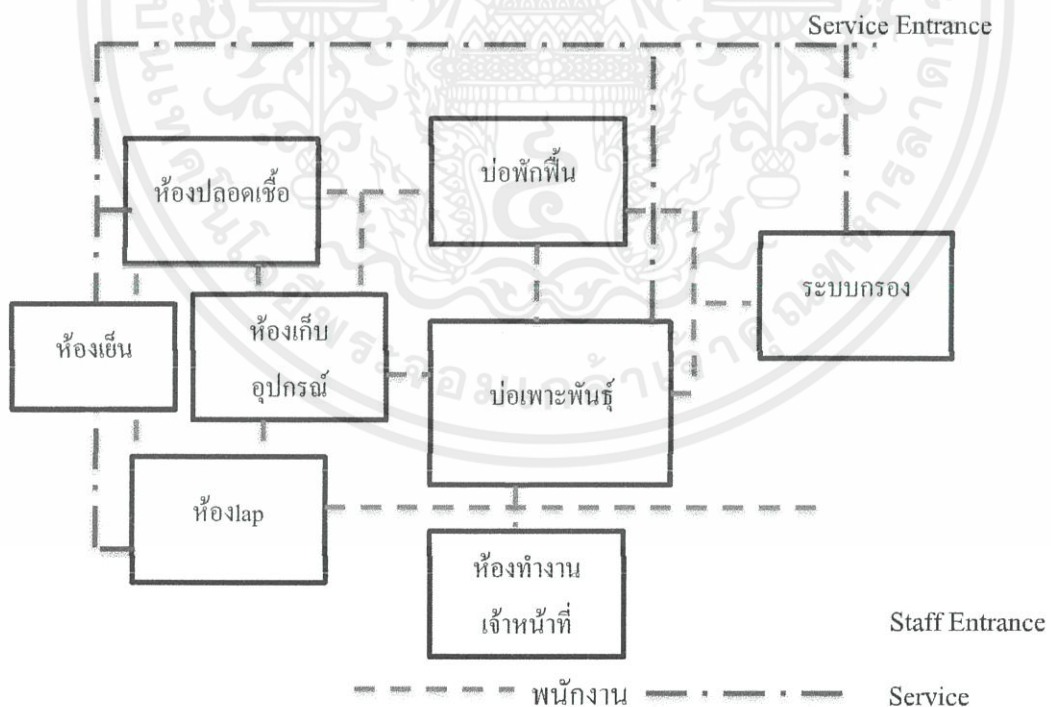 Service Entrance
ห้องปลอดเชื้อ
บ่อพักฟื้น
ระบบกรอง
ห้องเย็น
ห้องเก็บ
อุปกรณ์
บ่อเพาะพันธุ์
ห้องlap
ห้องทำงาน
เจ้าหน้าที่
Staff Entrance
พนักงาน
Service